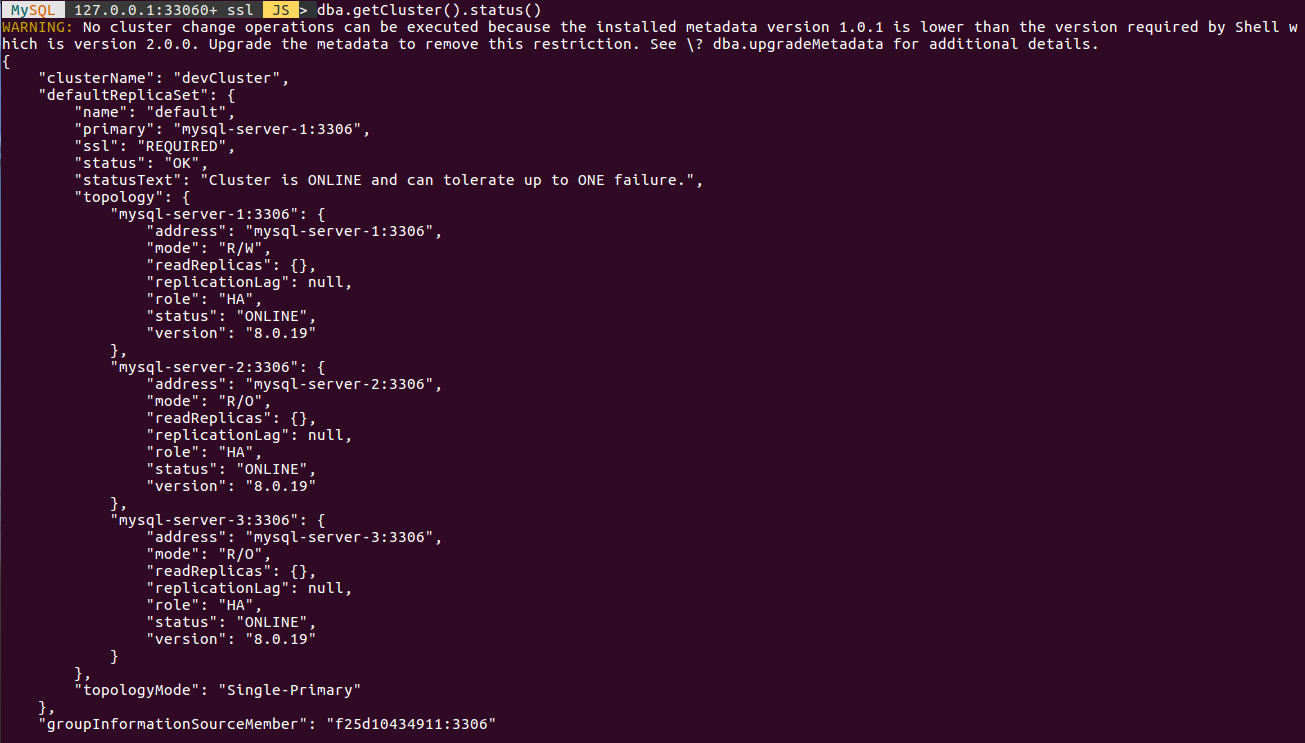 MySQL 127.0.0.1:33060+ ssl JS > dba.getCluster().status()
WARNING: No cluster change operations can be executed because the installed metadata version 1.0.1 is lower than the version required by Shell w
hich is version 2.0.0. Upgrade the metadata to remove this restriction. See \? dba.upgradeMetadata for additional details.
{
    "clusterName": "devCluster",
    "defaultReplicaSet": {
        "name": "default",
        "primary": "mysql-server-1:3306",
        "ssl": "REQUIRED",
        "status": "OK",
        "statusText": "Cluster is ONLINE and can tolerate up to ONE failure.",
        "topology": {
            "mysql-server-1:3306": {
                "address": "mysql-server-1:3306",
                "mode": "R/W",
                "readReplicas": {},
                "replicationLag": null,
                "role": "HA",
                "status": "ONLINE",
                "version": "8.0.19"
            },
            "mysql-server-2:3306": {
                "address": "mysql-server-2:3306",
                "mode": "R/O",
                "readReplicas": {},
                "replicationLag": null,
                "role": "HA",
                "status": "ONLINE",
                "version": "8.0.19"
            },
            "mysql-server-3:3306": {
                "address": "mysql-server-3:3306",
                "mode": "R/O",
                "readReplicas": {},
                "replicationLag": null,
                "role": "HA",
                "status": "ONLINE",
                "version": "8.0.19"
            }
        },
        "topologyMode": "Single-Primary"
    },
    "groupInformationSourceMember": "f25d10434911:3306"